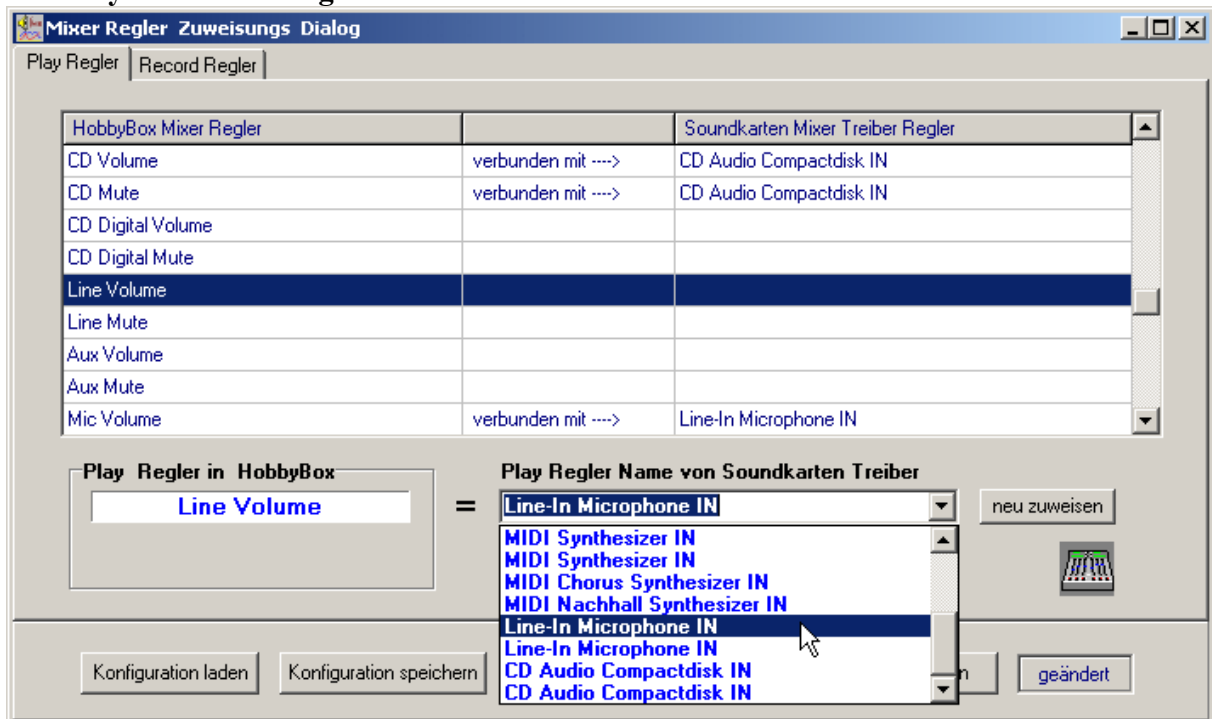 Mixer Regler Zuweisungs Dialog
Play Regler Record Regler
HobbyBox Mixer Regler Soundkarten Mixer Treiber Regler
CD Volume verbunden mit ----> CD Audio Compactdisk IN
CD Mute verbunden mit ----> CD Audio Compactdisk IN
CD Digital Volume
CD Digital Mute
Line Volume
Line Mute
Aux Volume
Aux Mute
Mic Volume verbunden mit ----> Line-In Microphone IN
Play Regler in HobbyBox Play Regler Name von Soundkarten Treiber
Line Volume = Line-In Microphone IN neu zuweisen
MIDI Synthesizer IN
MIDI Synthesizer IN
MIDI Chorus Synthesizer IN
MIDI Nachhall Synthesizer IN
Line-In Microphone IN
Line-In Microphone IN
CD Audio Compactdisk IN
CD Audio Compactdisk IN
Konfiguration laden Konfiguration speichern geändert